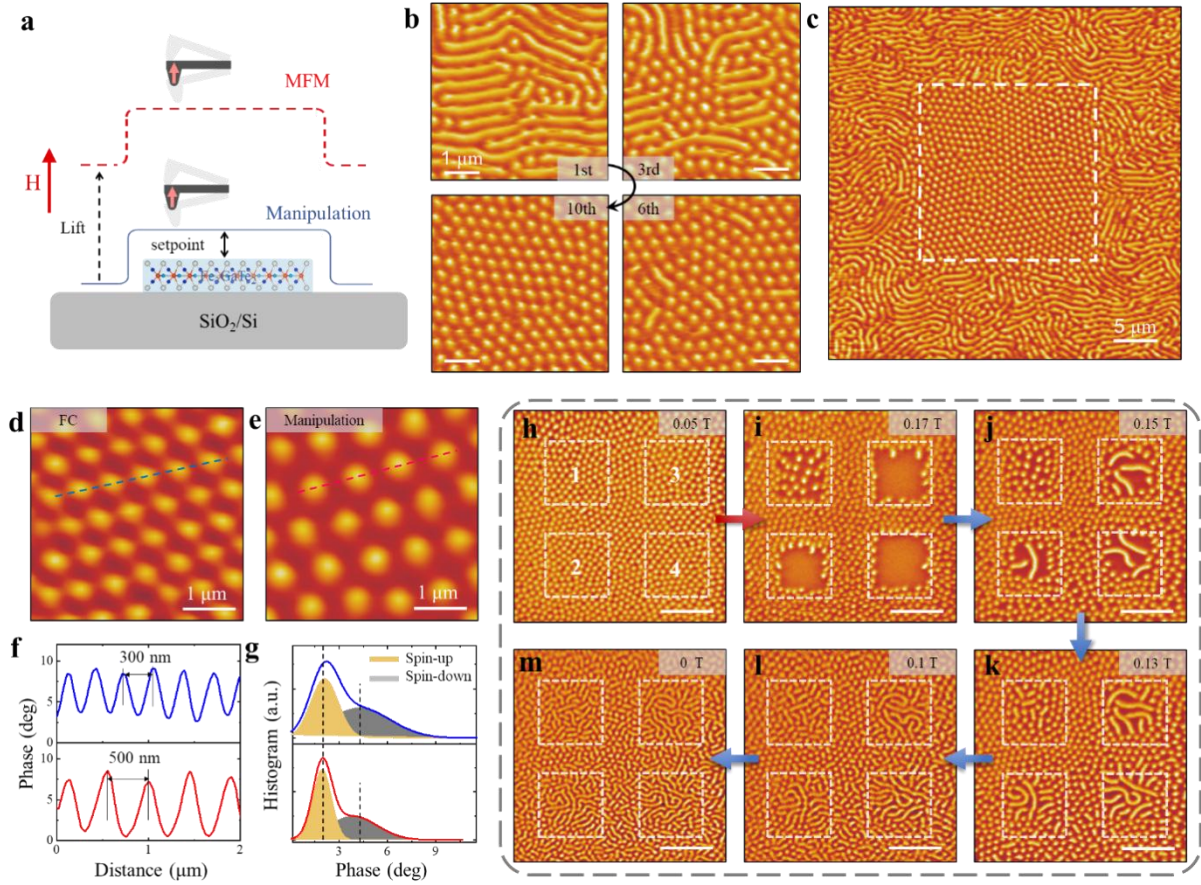 a
MFM
H
Lift
Manipulation
setpoint
SiO2/Si
b
1 μm
1st
3rd
10th
6th
c
5 μm
d
FC
1 μm
e
Manipulation
1 μm
f
300 nm
500 nm
10
5
0
10
5
0
Phase (deg)
0
1
2
Distance (μm)
g
Spin-up
Spin-down
Histogram (a.u.)
3
6
9
Phase (deg)
h
0.05 T
1
3
2
4
i
0.17 T
j
0.15 T
m
0 T
l
0.1 T
k
0.13 T